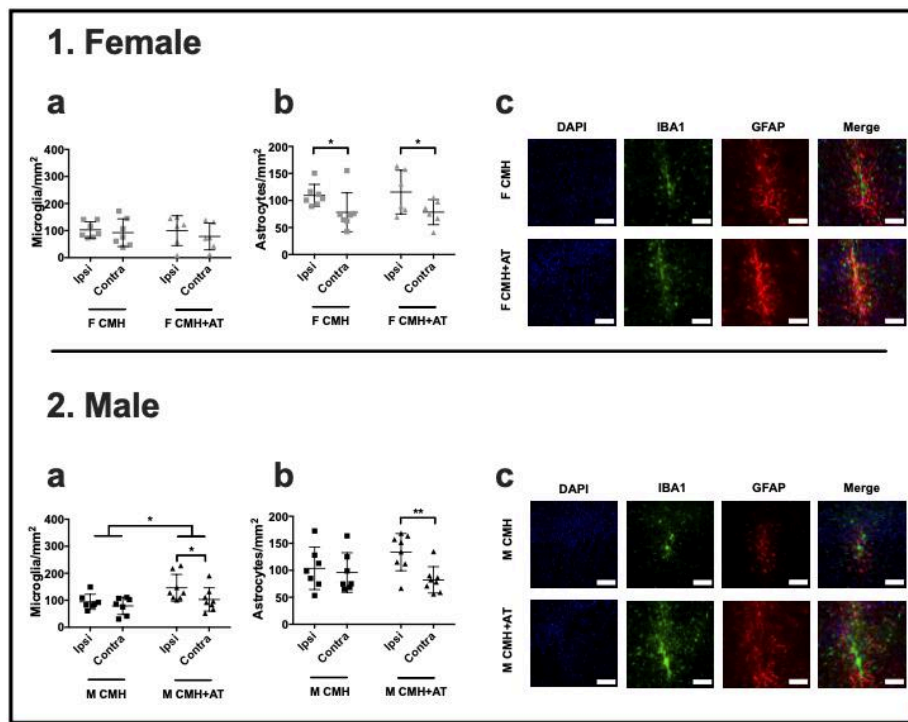 1. Female
a
Microglia/mm²
400
300
200
100
0
Ipsi
Contra
Ipsi
Contra
F CMH
F CMH+AT
b
Astrocytes/mm²
200
150
100
50
0
*
*
Ipsi
Contra
Ipsi
Contra
F CMH
F CMH+AT
c
DAPI IBA1 GFAP Merge
F CMH
F CMH+AT
2. Male
a
Microglia/mm²
400
300
200
100
0
*
*
Ipsi
Contra
Ipsi
Contra
M CMH
M CMH+AT
b
Astrocytes/mm²
200
150
100
50
0
**
Ipsi
Contra
Ipsi
Contra
M CMH
M CMH+AT
c
DAPI IBA1 GFAP Merge
M CMH
M CMH+AT